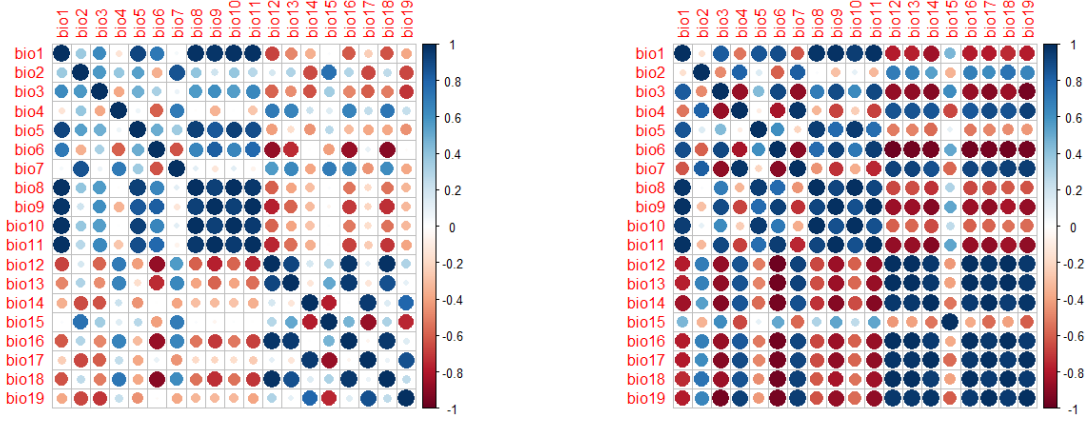 bio1 bio2 bio3 bio4 bio5 bio6 bio7 bio8 bio9 bio10 bio11 bio12 bio13 bio14 bio15 bio16 bio17 bio18 bio19
bio1
bio2
bio3
bio4
bio5
bio6
bio7
bio8
bio9
bio10
bio11
bio12
bio13
bio14
bio15
bio16
bio17
bio18
bio19
1
0.8
0.6
0.4
0.2
0
-0.2
-0.4
-0.6
-0.8
-1
bio1 bio2 bio3 bio4 bio5 bio6 bio7 bio8 bio9 bio10 bio11 bio12 bio13 bio14 bio15 bio16 bio17 bio18 bio19
bio1
bio2
bio3
bio4
bio5
bio6
bio7
bio8
bio9
bio10
bio11
bio12
bio13
bio14
bio15
bio16
bio17
bio18
bio19
1
0.8
0.6
0.4
0.2
0
-0.2
-0.4
-0.6
-0.8
-1